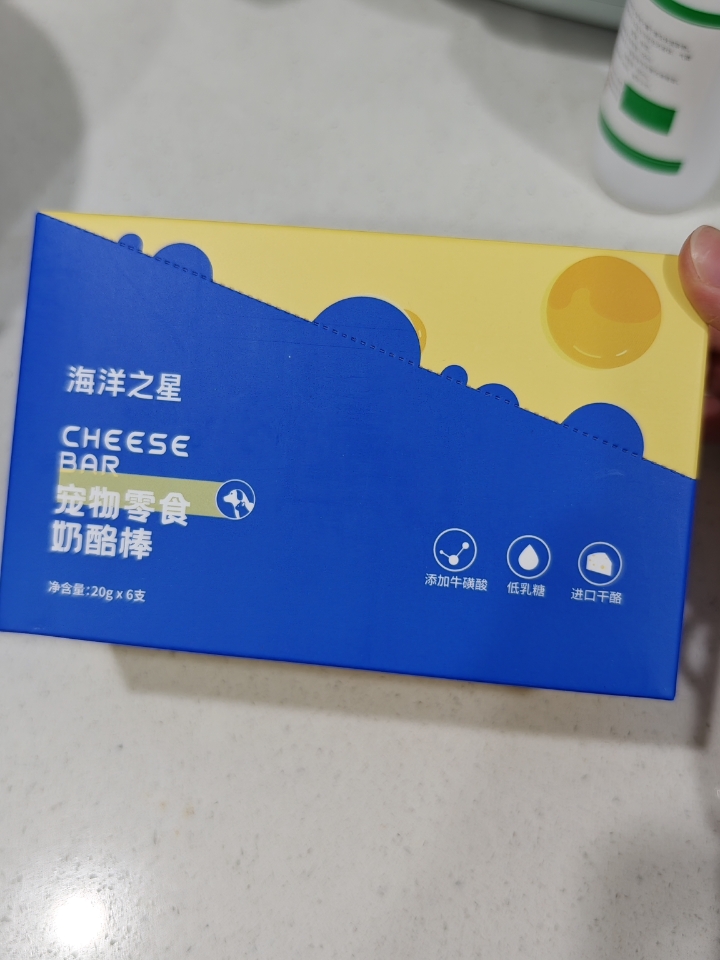 海洋之星
CHEESE
BAR
宠物零食
奶酪棒
净含量:20g x 6支
添加牛磺酸
低乳糖
进口干酪